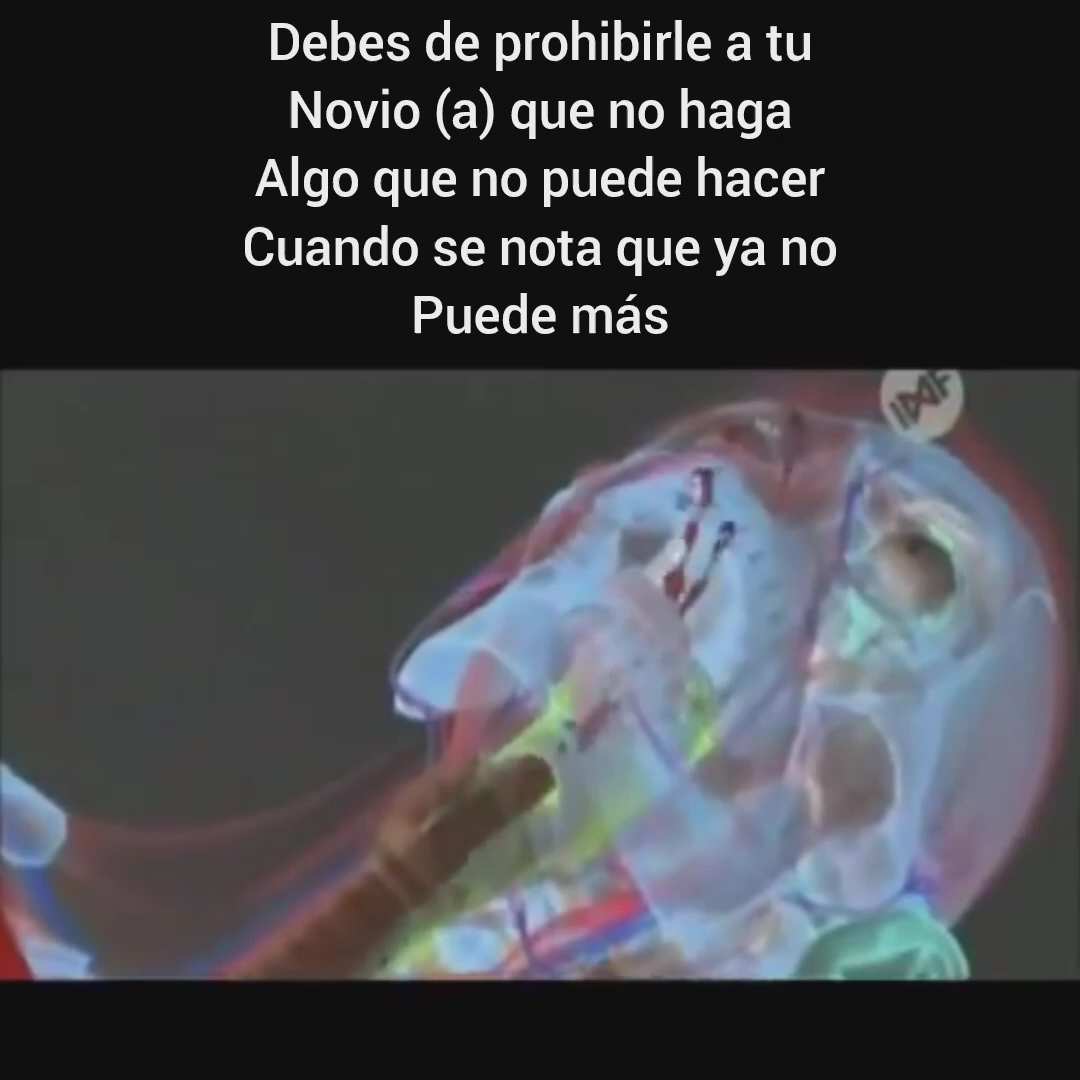 Debes de prohibirle a tu
Novio (a) que no haga
Algo que no puede hacer
Cuando se nota que ya no
Puede más